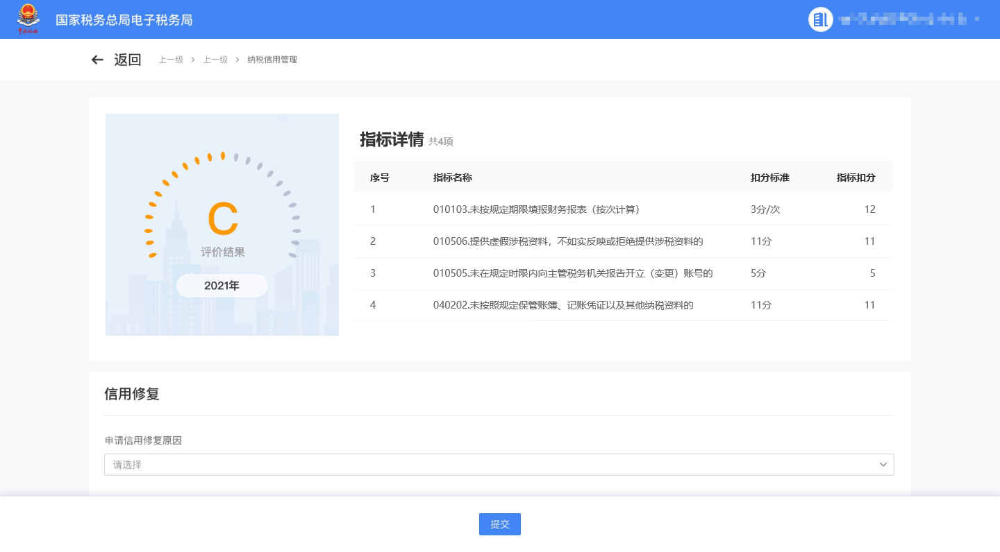 国家税务总局电子税务局
返回 上一级 > 上一级 > 纳税信用管理
指标详情 共4项
序号 指标名称 扣分标准 指标扣分
1 010103.未按规定期限填报财务报表（按次计算） 3分/次 12
2 010506.提供虚假涉税资料，不如实反映或拒绝提供涉税资料的 11分 11
3 010505.未在规定时限内向主管税务机关报告开立（变更）账号的 5分 5
4 040202.未按照规定保管账簿、记账凭证以及其他纳税资料的 11分 11
C
评价结果
2021年
信用修复
申请信用修复原因
请选择
提交